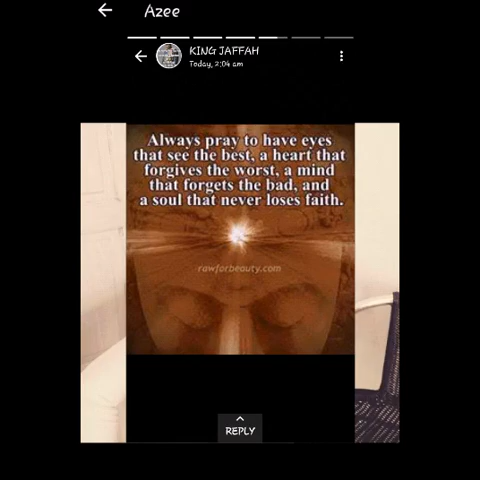 Azee
KING JAFFAH
Today, 2:04 am
Always pray to have eyes
that see the best, a heart that
forgives the worst, a mind
that forgets the bad, and
a soul that never loses faith.
rawforbeauty.com
REPLY